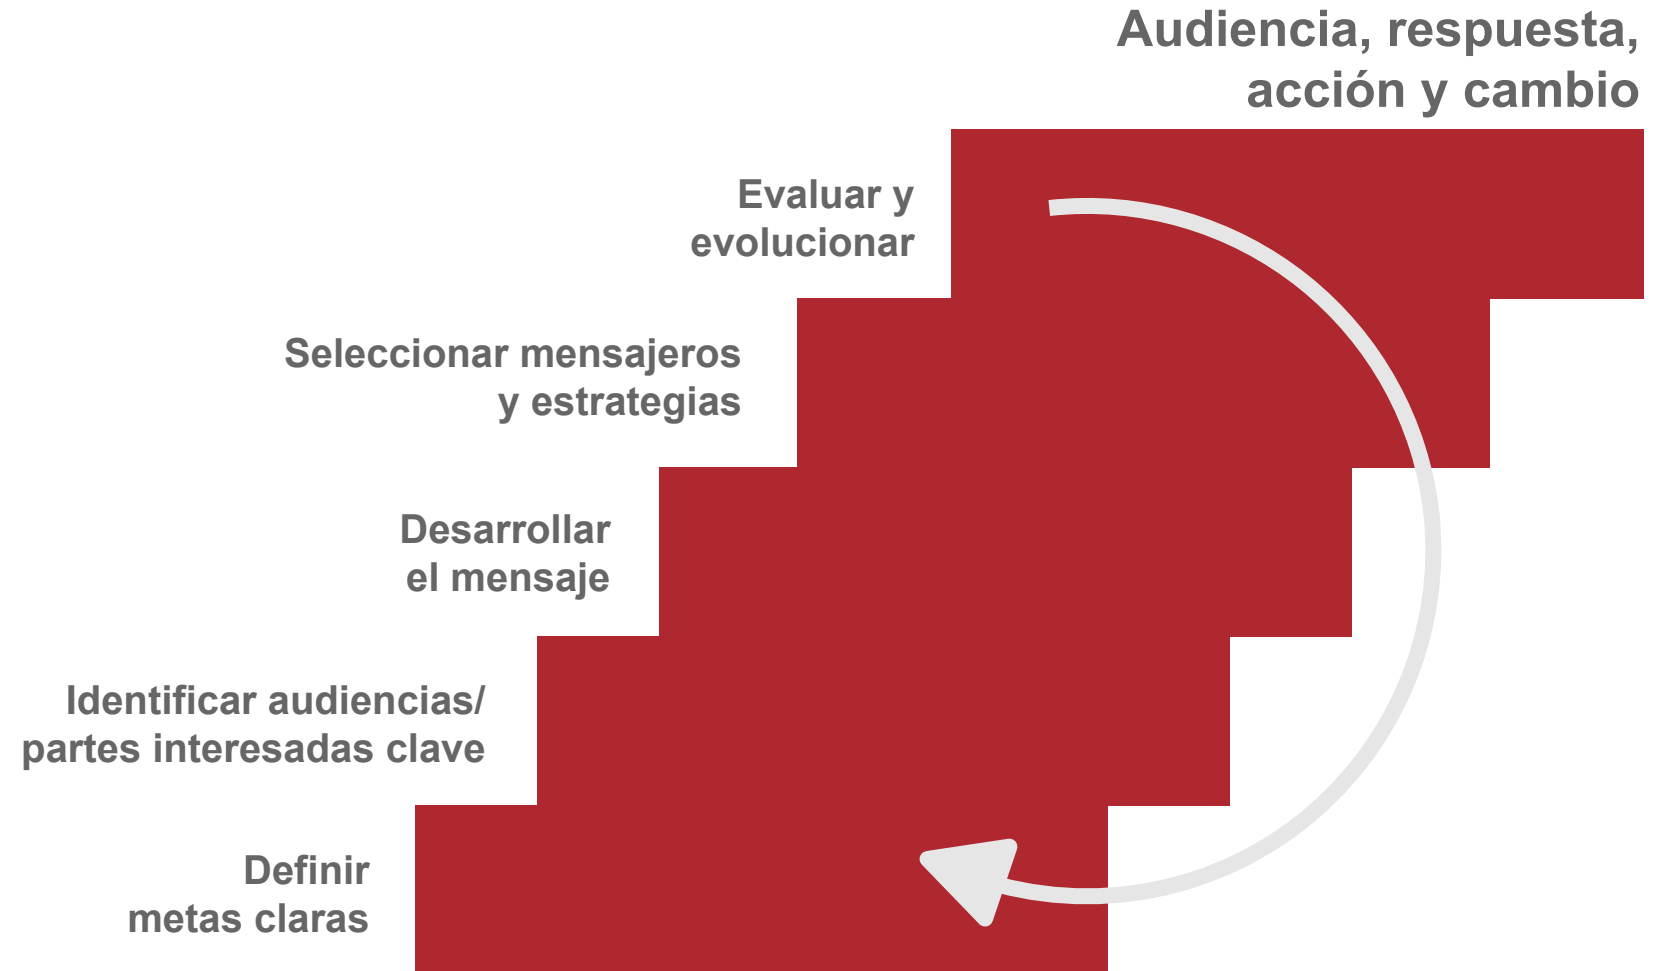 Audiencia, respuesta,
acción y cambio
Evaluar y
evolucionar
Seleccionar mensajeros
y estrategias
Desarrollar
el mensaje
Identificar audiencias/
partes interesadas clave
Definir
metas claras